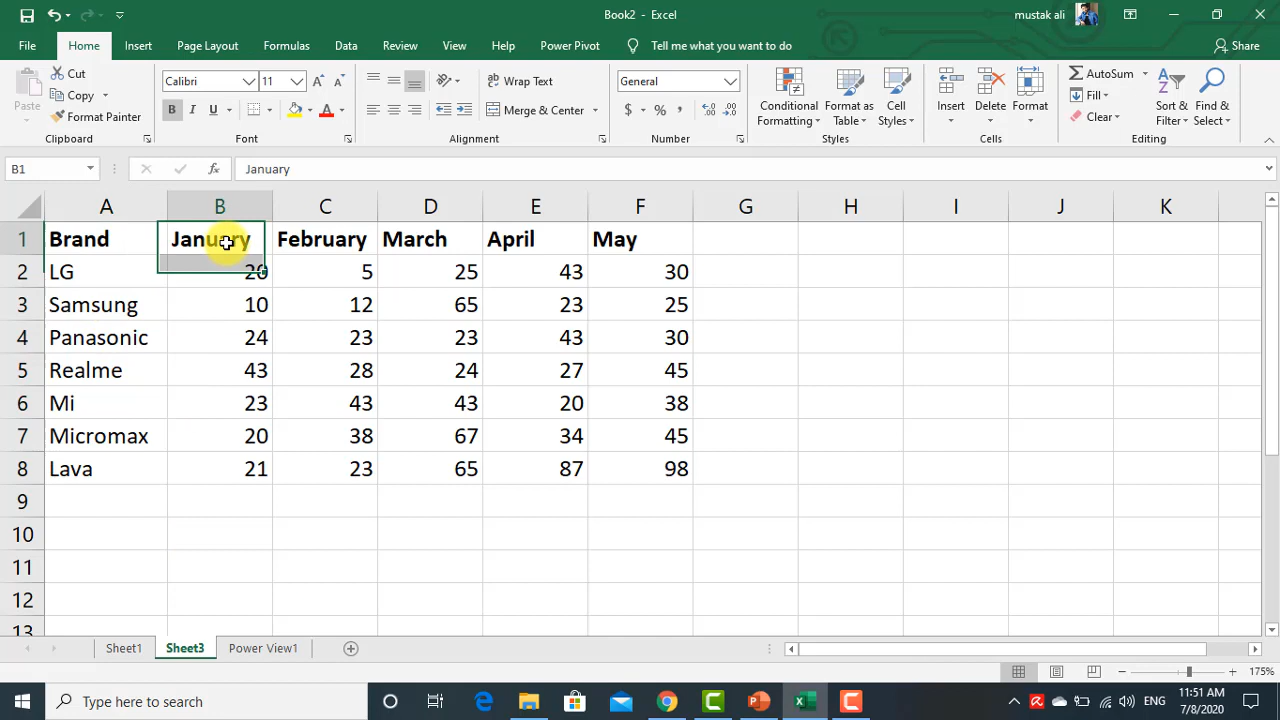 Book2 - Excel
mustak ali
File Home Insert Page Layout Formulas Data Review View Help Power Pivot Tell me what you want to do Share
Paste
Cut
Copy
Format Painter
Clipboard
Calibri 11
B I U
Font
Wrap Text
Merge & Center
Alignment
General
$ % ,
Number
Conditional Formatting
Format as Table
Cell Styles
Styles
Insert
Delete
Format
Cells
AutoSum
Fill
Clear
Sort & Filter
Find & Select
Editing
B1 fx January
A B C D E F G H I J K
1 Brand January February March April May
2 LG 20 5 25 43 30
3 Samsung 10 12 65 23 25
4 Panasonic 24 23 23 43 30
5 Realme 43 28 24 27 45
6 Mi 23 43 43 20 38
7 Micromax 20 38 67 34 45
8 Lava 21 23 65 87 98
9
10
11
12
13
Sheet1 Sheet3 Power View1
175%
Type here to search
ENG
11:51 AM
7/8/2020